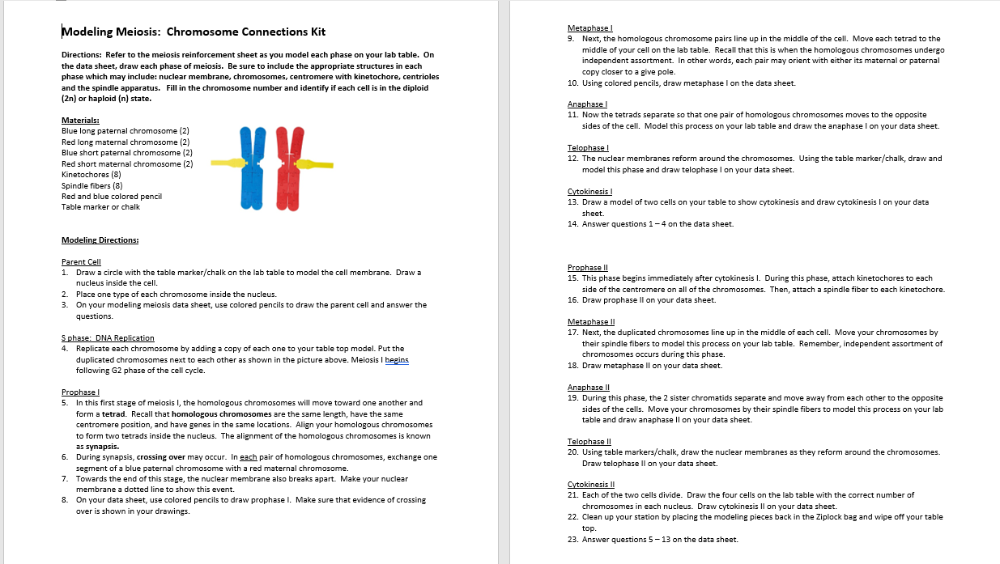 Modeling Meiosis:  Chromosome Connections Kit
Directions:  Refer to the meiosis reinforcement sheet as you model each phase on your lab table.  On
the data sheet, draw each phase of meiosis.  Be sure to include the appropriate structures in each
phase which may include: nuclear membrane, chromosomes, centromere with kinetochore, centrioles
and the spindle apparatus.   Fill in the chromosome number and identify if each cell is in the diploid
(2n) or haploid (n) state.
Materials:
Blue long paternal chromosome (2)
Red long maternal chromosome (2)
Blue short paternal chromosome (2)
Red short maternal chromosome (2)
Kinetochores (8)
Spindle fibers (8)
Red and blue colored pencil
Table marker or chalk
Modeling Directions:
Parent Cell
1. Draw a circle with the table marker/chalk on the lab table to model the cell membrane.  Draw a
nucleus inside the cell.
2. Place one type of each chromosome inside the nucleus.
3. On your modeling meiosis data sheet, use colored pencils to draw the parent cell and answer the
questions.
S phase:  DNA Replication
4. Replicate each chromosome by adding a copy of each one to your table top model. Put the
duplicated chromosomes next to each other as shown in the picture above. Meiosis I begins
following G2 phase of the cell cycle.
Prophase I
5. In this first stage of meiosis I, the homologous chromosomes will move toward one another and
form a tetrad.  Recall that homologous chromosomes are the same length, have the same
centromere position, and have genes in the same locations.  Align your homologous chromosomes
to form two tetrads inside the nucleus.  The alignment of the homologous chromosomes is known
as synapsis.
6. During synapsis, crossing over may occur.  In each pair of homologous chromosomes, exchange one
segment of a blue paternal chromosome with a red maternal chromosome.
7. Towards the end of this stage, the nuclear membrane also breaks apart.  Make your nuclear
membrane a dotted line to show this event.
8. On your data sheet, use colored pencils to draw prophase I.  Make sure that evidence of crossing
over is shown in your drawings.
Metaphase I
9. Next, the homologous chromosome pairs line up in the middle of the cell.  Move each tetrad to the
middle of your cell on the lab table.  Recall that this is when the homologous chromosomes undergo
independent assortment.  In other words, each pair may orient with either its maternal or paternal
copy closer to a give pole.
10. Using colored pencils, draw metaphase I on the data sheet.
Anaphase I
11. Now the tetrads separate so that one pair of homologous chromosomes moves to the opposite
sides of the cell.  Model this process on your lab table and draw the anaphase I on your data sheet.
Telophase I
12. The nuclear membranes reform around the chromosomes.  Using the table marker/chalk, draw and
model this phase and draw telophase I on your data sheet.
Cytokinesis I
13. Draw a model of two cells on your table to show cytokinesis and draw cytokinesis I on your data
sheet.
14. Answer questions 1 – 4 on the data sheet.
Prophase II
15. This phase begins immediately after cytokinesis I.  During this phase, attach kinetochores to each
side of the centromere on all of the chromosomes.  Then, attach a spindle fiber to each kinetochore.
16. Draw prophase II on your data sheet.
Metaphase II
17. Next, the duplicated chromosomes line up in the middle of each cell.  Move your chromosomes by
their spindle fibers to model this process on your lab table.  Remember, independent assortment of
chromosomes occurs during this phase.
18. Draw metaphase II on your data sheet.
Anaphase II
19. During this phase, the 2 sister chromatids separate and move away from each other to the opposite
sides of the cells.  Move your chromosomes by their spindle fibers to model this process on your lab
table and draw anaphase II on your data sheet.
Telophase II
20. Using table markers/chalk, draw the nuclear membranes as they reform around the chromosomes.
Draw telophase II on your data sheet.
Cytokinesis II
21. Each of the two cells divide.  Draw the four cells on the lab table with the correct number of
chromosomes in each nucleus.  Draw cytokinesis II on your data sheet.
22. Clean up your station by placing the modeling pieces back in the Ziplock bag and wipe off your table
top.
23. Answer questions 5 – 13 on the data sheet.